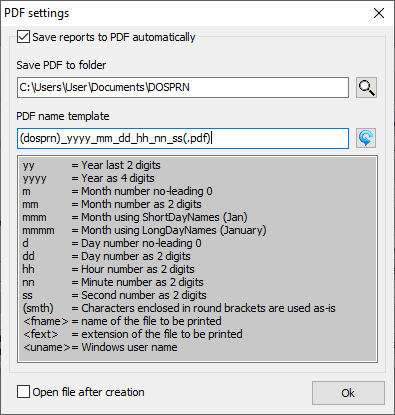 PDF settings
Save reports to PDF automatically
Save PDF to folder
C:\Users\User\Documents\DOSPRN
PDF name template
(dosprn)_yyyy_mm_dd_hh_nn_ss(.pdf)
yy = Year last 2 digits
yyyy = Year as 4 digits
m = Month number no-leading 0
mm = Month number as 2 digits
mmm = Month using ShortDayNames (Jan)
mmmm = Month using LongDayNames (January)
d = Day number no-leading 0
dd = Day number as 2 digits
hh = Hour number as 2 digits
nn = Minute number as 2 digits
ss = Second number as 2 digits
(smth) = Characters enclosed in round brackets are used as-is
<fname> = name of the file to be printed
<fext> = extension of the file to be printed
<uname> = Windows user name
Open file after creation
Ok